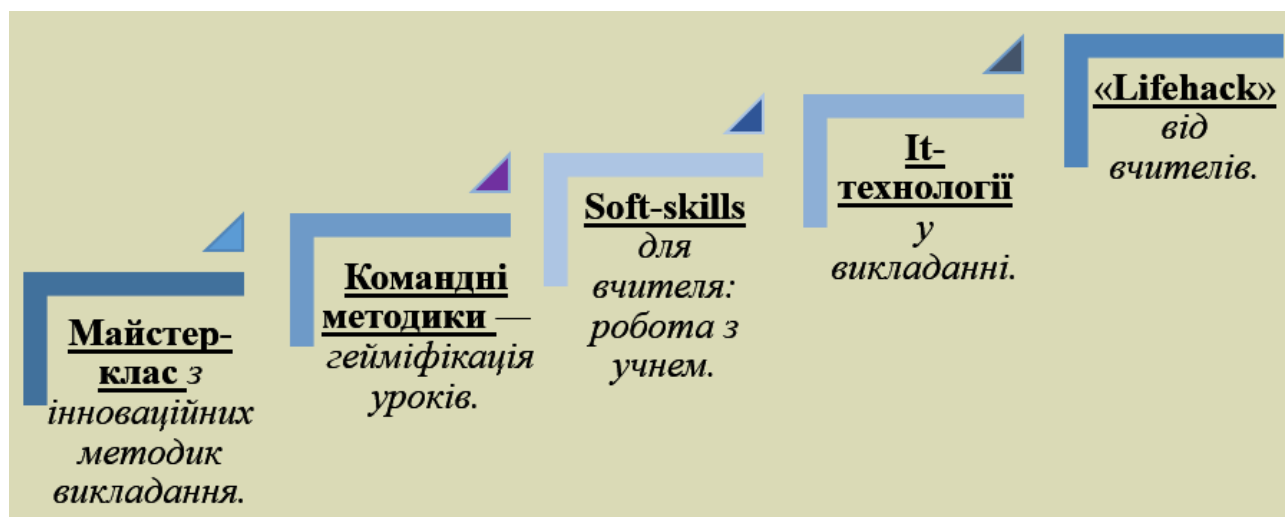 Майстер-
клас з
інноваційних
методик
викладання.
Командні
методики —
гейміфікація
уроків.
Soft-skills
для
вчителя:
робота з
учнем.
It-
технології
у
викладанні.
«Lifehack»
від
вчителів.